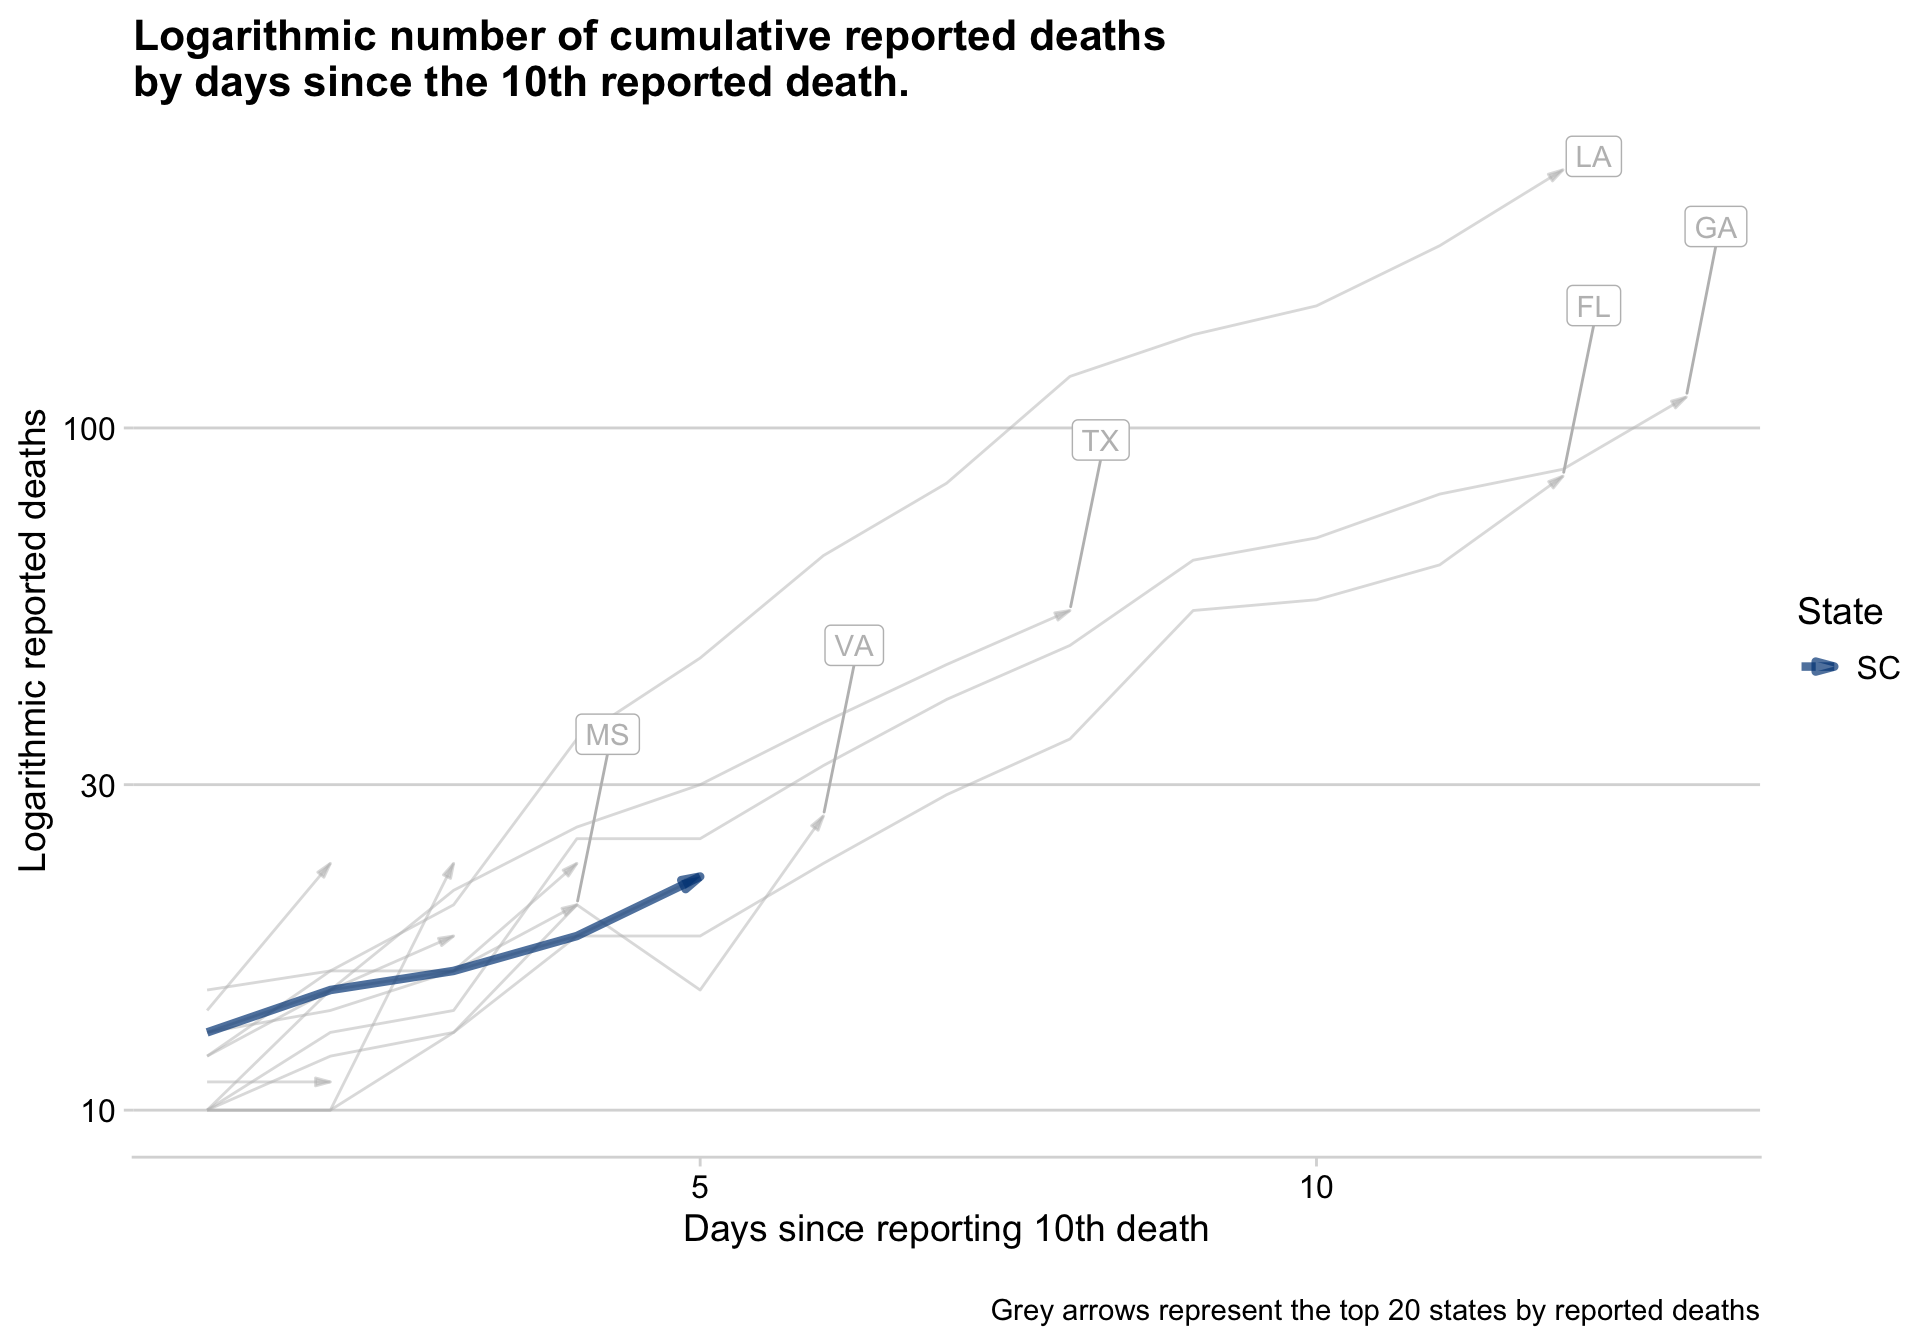 Logarithmic number of cumulative reported deaths
by days since the 10th reported death.
LA
GA
FL
100
TX
VA
MS
30
10
Logarithmic reported deaths
State
SC
5
10
Days since reporting 10th death
Grey arrows represent the top 20 states by reported deaths